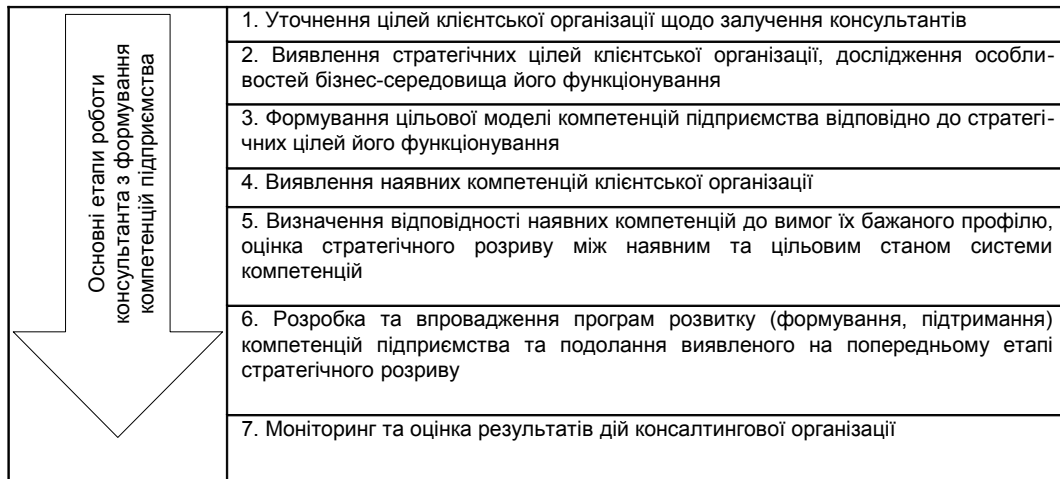 Основні етапи роботи
консультанта з формування
компетенцій підприємства
1. Уточнення цілей клієнтської організації щодо залучення консультантів
2. Виявлення стратегічних цілей клієнтської організації, дослідження особли-
востей бізнес-середовища його функціонування
3. Формування цільової моделі компетенцій підприємства відповідно до стратегі-
чних цілей його функціонування
4. Виявлення наявних компетенцій клієнтської організації
5. Визначення відповідності наявних компетенцій до вимог їх бажаного профілю,
оцінка стратегічного розриву між наявним та цільовим станом системи
компетенцій
6. Розробка та впровадження програм розвитку (формування, підтримання)
компетенцій підприємства та подолання виявленого на попередньому етапі
стратегічного розриву
7. Моніторинг та оцінка результатів дій консалтингової організації